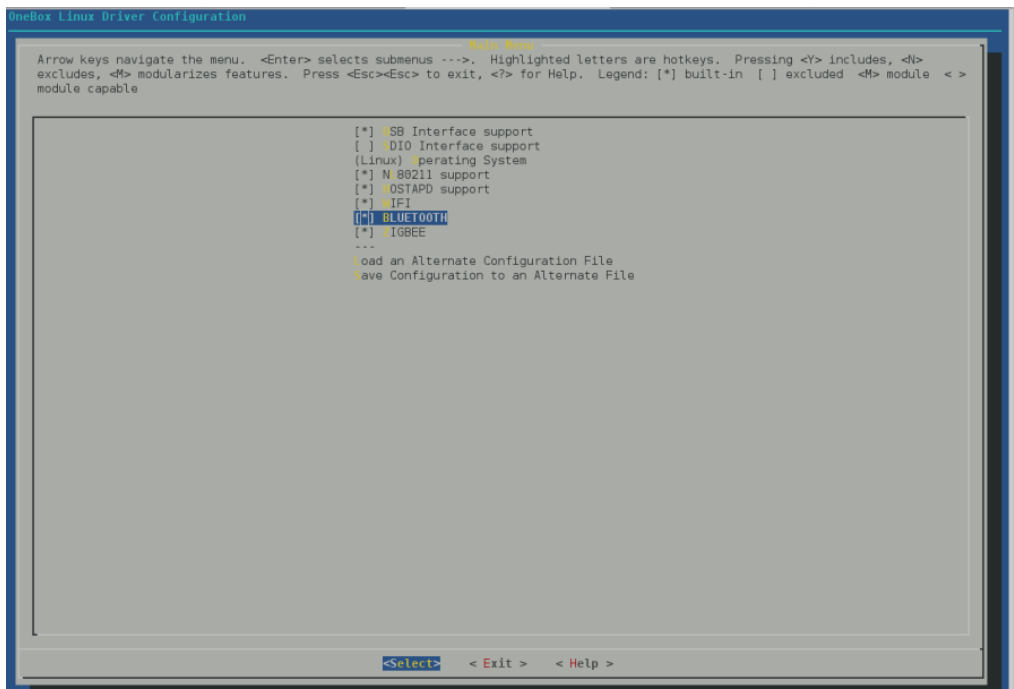 OneBox Linux Driver Configuration
Main Menu
Arrow keys navigate the menu. <Enter> selects submenus --->. Highlighted letters are hotkeys. Pressing <Y> includes, <N>
excludes, <M> modularizes features. Press <Esc><Esc> to exit, <?> for Help. Legend: [*] built-in [ ] excluded <M> module < >
module capable
[*] USB Interface support
[ ] SDIO Interface support
(Linux) Operating System
[*] NL80211 support
[*] HOSTAPD support
[*] WIFI
[*] BLUETOOTH
[*] ZIGBEE
---
Load an Alternate Configuration File
Save Configuration to an Alternate File
<Select> < Exit > < Help >